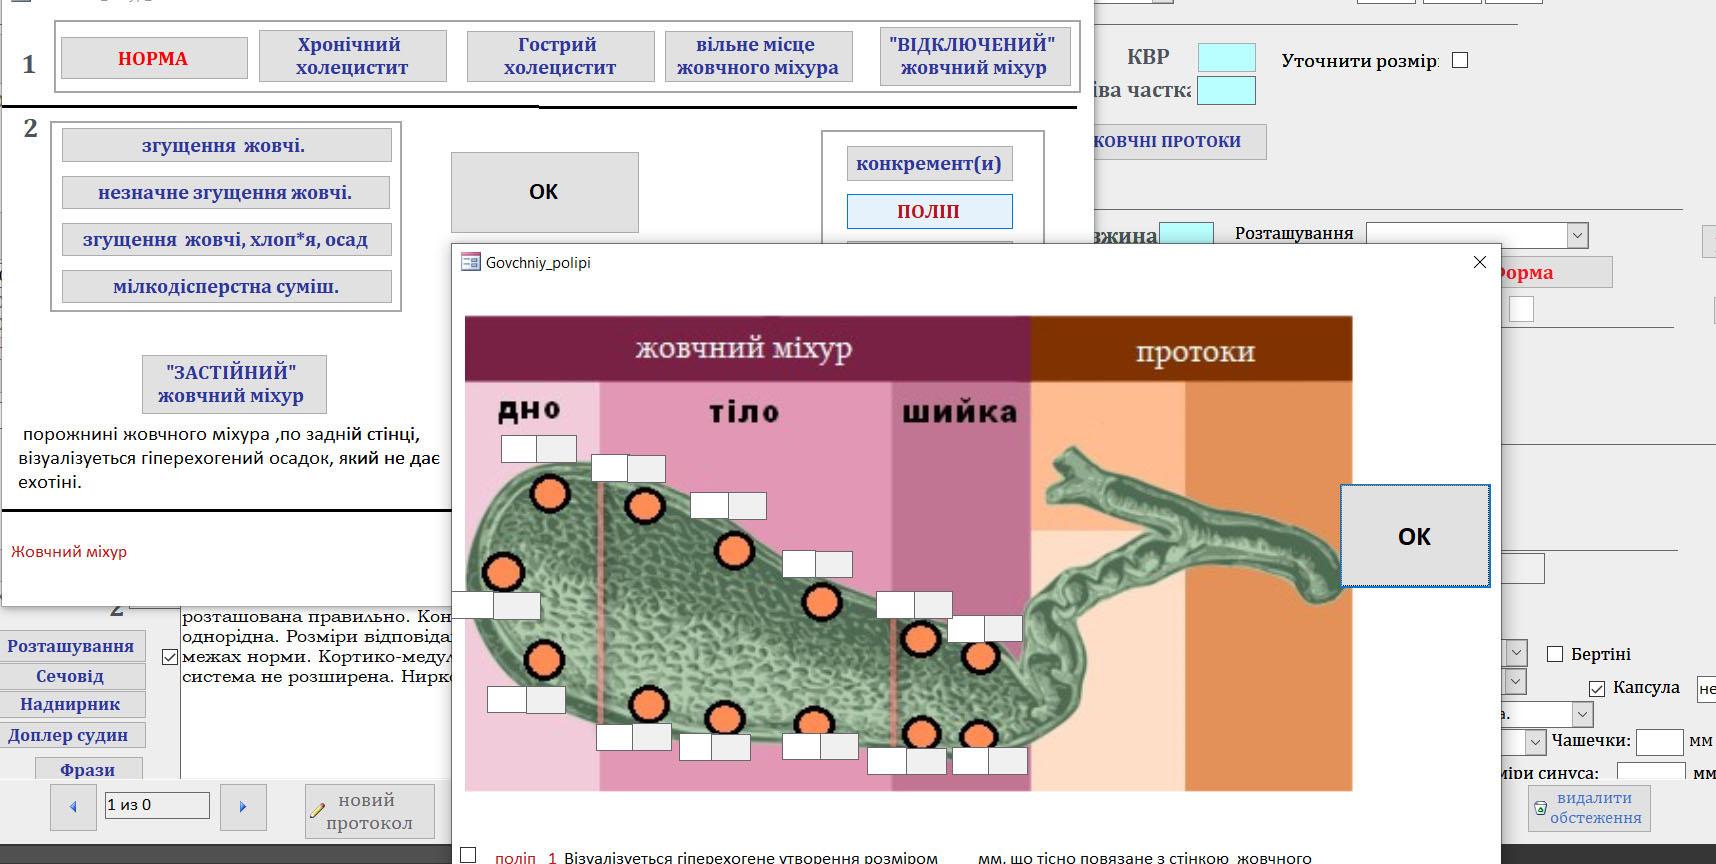 1
НОРМА
Хронічний
холецистит
Гострий
холецистит
вільне місце
жовчного міхура
"ВІДКЛЮЧЕНИЙ"
жовчний міхур
КВР
Уточнити розмір
іва частка
ЖОВЧНІ ПРОТОКИ
2
згущення жовчі.
незначне згущення жовчі.
згущення жовчі, хлоп*я, осад
мілкодісперстна суміш.
OK
конкремент(и)
ПОЛІП
вжина
Розташування
Форма
"ЗАСТІЙНИЙ"
жовчний міхур
порожнині жовчного міхура ,по задній стінці,
візуалізуеться гіперехогений осадок, який не дає
ехотіні.
Жовчний міхур
Govchniy_polipi
жовчний міхур
протоки
дно
тіло
шийка
OK
2
розташована правильно. Кон
однорідна. Розміри відповіда
межах норми. Кортико-медул
система не розширена. Нирко
Розташування
Сечовід
Наднирник
Доплер судин
Фрази
1 из 0
новий
протокол
Бертіні
Капсула
не
а.
Чашечки:
мм
міри синуса:
мм
видалити
обстеження
поліп 1 Візуалізується гіперехогене утворення розміром мм, що тісно повязане з стінкою жовчного